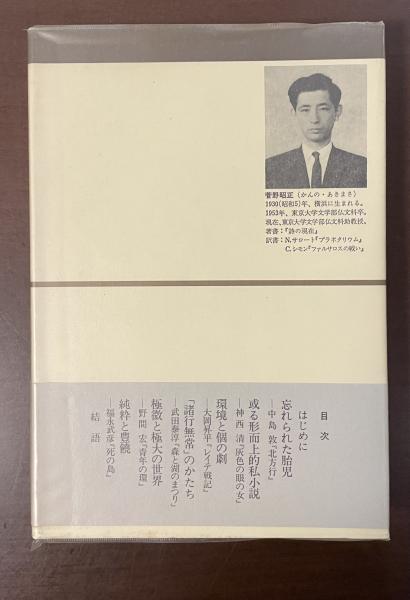 菅野昭正（かんの・あきまさ）
1930(昭和5)年、横浜に生まれる。
1953年、東京大学文学部仏文科卒。
現在、東京大学文学部仏文科助教授。
著書：『詩の現在』
訳書：N.サロート『プラネタリウム』
C.シモン『ファルサロスの戦い』
目次
はじめに
忘れられた胎児
──中島 敦『北方行』
或る形而上的私小説
──神西 清『灰色の眼の女』
環境と個の劇
──大岡昇平『レイテ戦記』
「諸行無常」のかたち
──武田泰淳『森と湖のまつり』
極微と極大の世界
──野間 宏『青年の環』
純粋と豊饒
──福永武彦『死の島』
結語